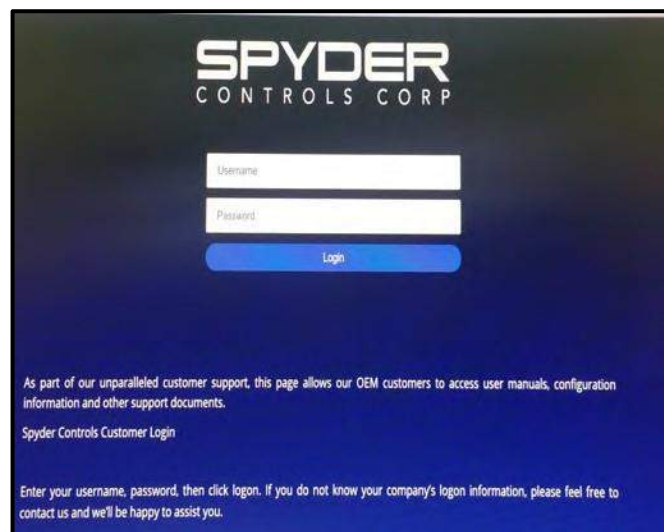 SPYDER
CONTROLS CORP
Username
Password
Login
As part of our unparalleled customer support, this page allows our OEM customers to access user manuals, configuration
information and other support documents.
Spyder Controls Customer Login
Enter your username, password, then click logon. If you do not know your company's logon information, please feel free to
contact us and we'll be happy to assist you.